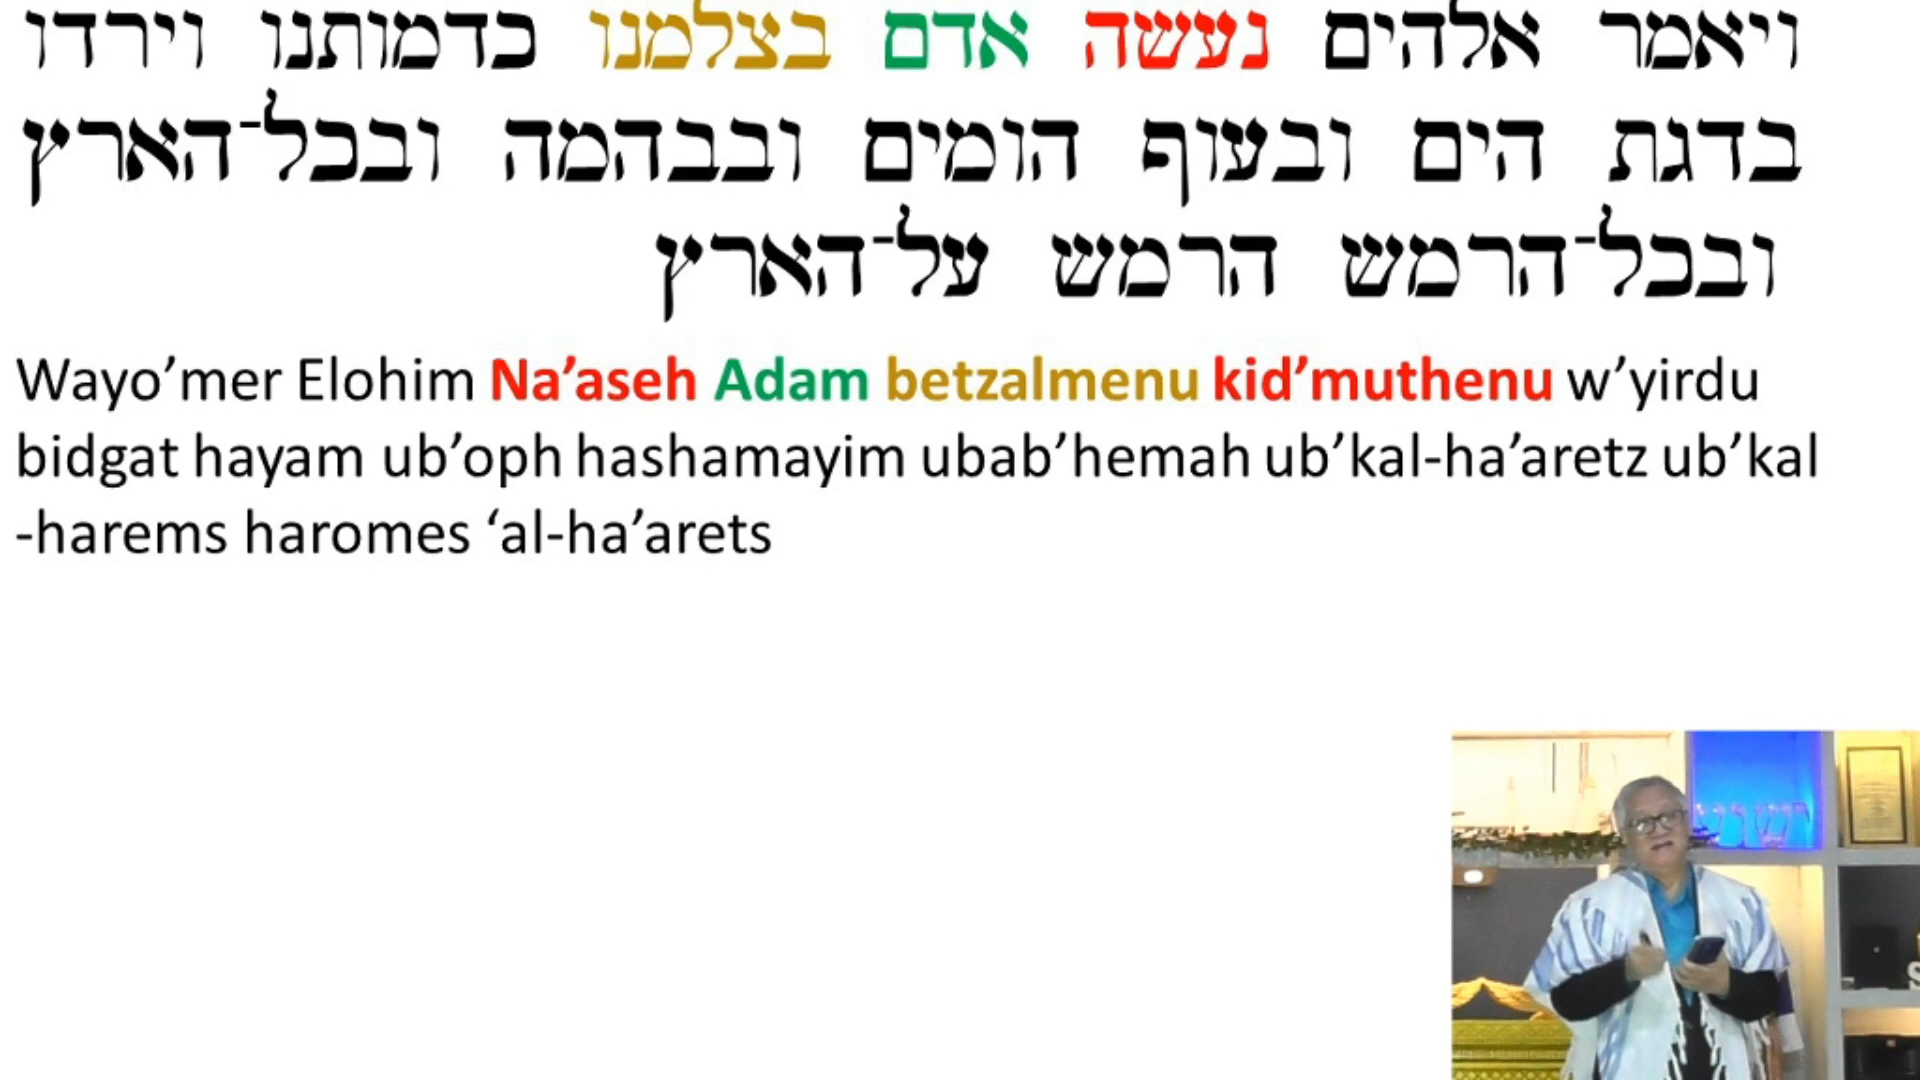 ויאמר אלהים נעשה אדם בצלמנו כדמותנו וירדו
בדגת הים ובעוף הומים ובבהמה ובכל־הארץ
ובכל־הרמש הרמש על־הארץ
Wayo’mer Elohim Na’aseh Adam betzalmenu kid’muthenu w’yirdu
bidgat hayam ub’oph hashamayim ubab’hemah ub’kal-ha’aretz ub’kal
-harems haromes ‘al-ha’arets